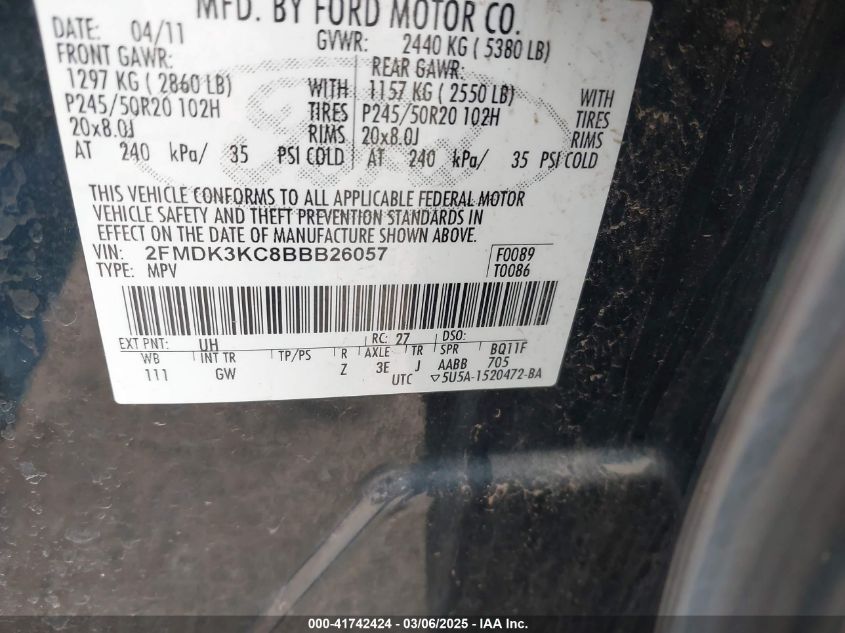 MFD. BY FORD MOTOR CO.
DATE: 04/11 GVWR: 2440 KG ( 5380 LB)
FRONT GAWR: REAR GAWR:
1297 KG ( 2860 LB) WITH 1157 KG ( 2550 LB) WITH
P245/50R20 102H TIRES P245/50R20 102H TIRES
20x8.0J RIMS 20x8.0J RIMS
AT 240 kPa/ 35 PSI COLD AT 240 kPa/ 35 PSI COLD
THIS VEHICLE CONFORMS TO ALL APPLICABLE FEDERAL MOTOR
VEHICLE SAFETY AND THEFT PREVENTION STANDARDS IN
EFFECT ON THE DATE OF MANUFACTURE SHOWN ABOVE.
VIN: 2FMDK3KC8BBB26057 F0089
TYPE: MPV T0086
EXT PNT: UH RC: 27 DSO:
WB INT TR TP/PS R AXLE TR SPR BQ11F
111 GW Z 3E J AABB 705
UTC ▽5U5A-1520472-BA
000-41742424 - 03/06/2025 - IAA Inc.